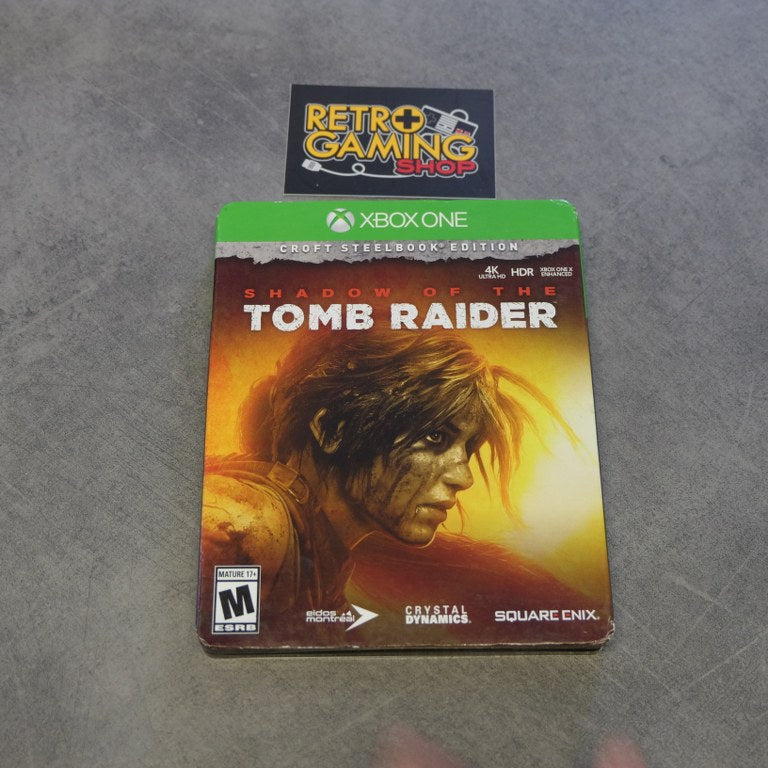 RETRO
GAMING
SHOP
XBOX ONE
CROFT STEELBOOK® EDITION
4K
ULTRA HD
HDR
XBOX ONE X
ENHANCED
SHADOW OF THE
TOMB RAIDER
MATURE 17+
M
ESRB
eidos
montréal
CRYSTAL
DYNAMICS
SQUARE ENIX.